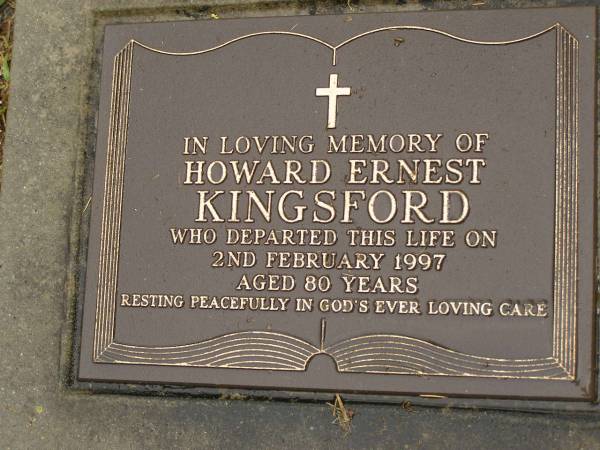 IN LOVING MEMORY OF
HOWARD ERNEST
KINGSFORD
WHO DEPARTED THIS LIFE ON
2ND FEBRUARY 1997
AGED 80 YEARS
RESTING PEACEFULLY IN GOD'S EVER LOVING CARE